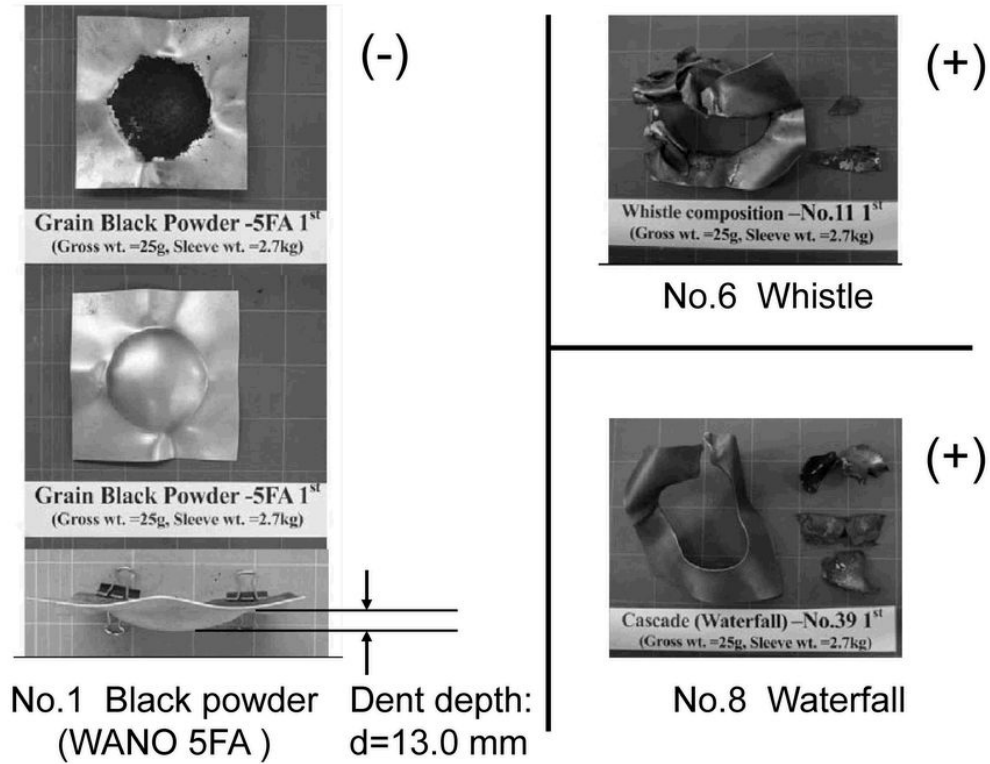 (-)
Grain Black Powder -5FA 1st
(Gross wt. =25g, Sleeve wt. =2.7kg)
Grain Black Powder -5FA 1st
(Gross wt. =25g, Sleeve wt. =2.7kg)
No.1 Black powder
(WANO 5FA )
Dent depth:
d=13.0 mm
(+)
Whistle composition –No.11 1st
(Gross wt. =25g, Sleeve wt. =2.7kg)
No.6 Whistle
(+)
Cascade (Waterfall) –No.39 1st
(Gross wt. =25g, Sleeve wt. =2.7kg)
No.8 Waterfall